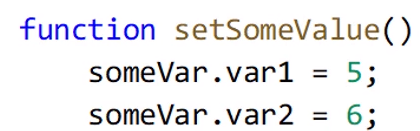 function setSomeValue()
    someVar.var1 = 5;
    someVar.var2 = 6;